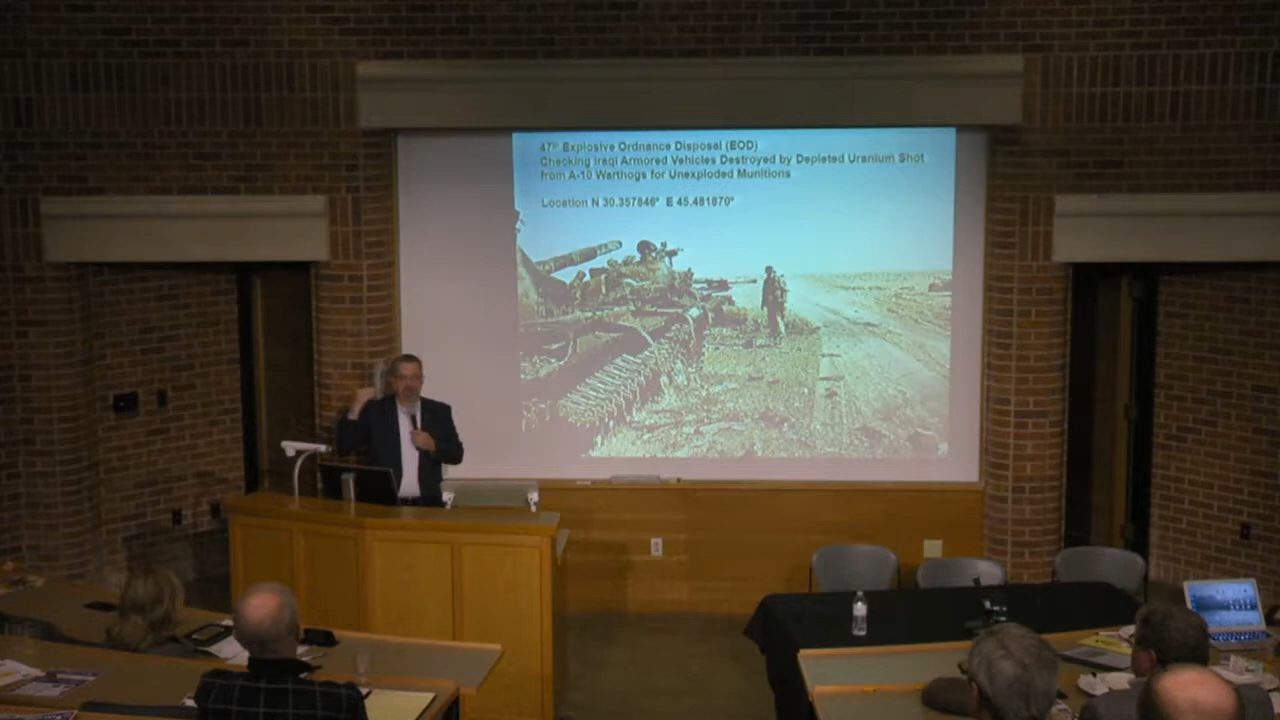 47th Explosive Ordnance Disposal (EOD)
Checking Iraqi Armored Vehicles Destroyed by Depleted Uranium Shot
from A-10 Warthogs for Unexploded Munitions
Location N 30.357846° E 45.481870°